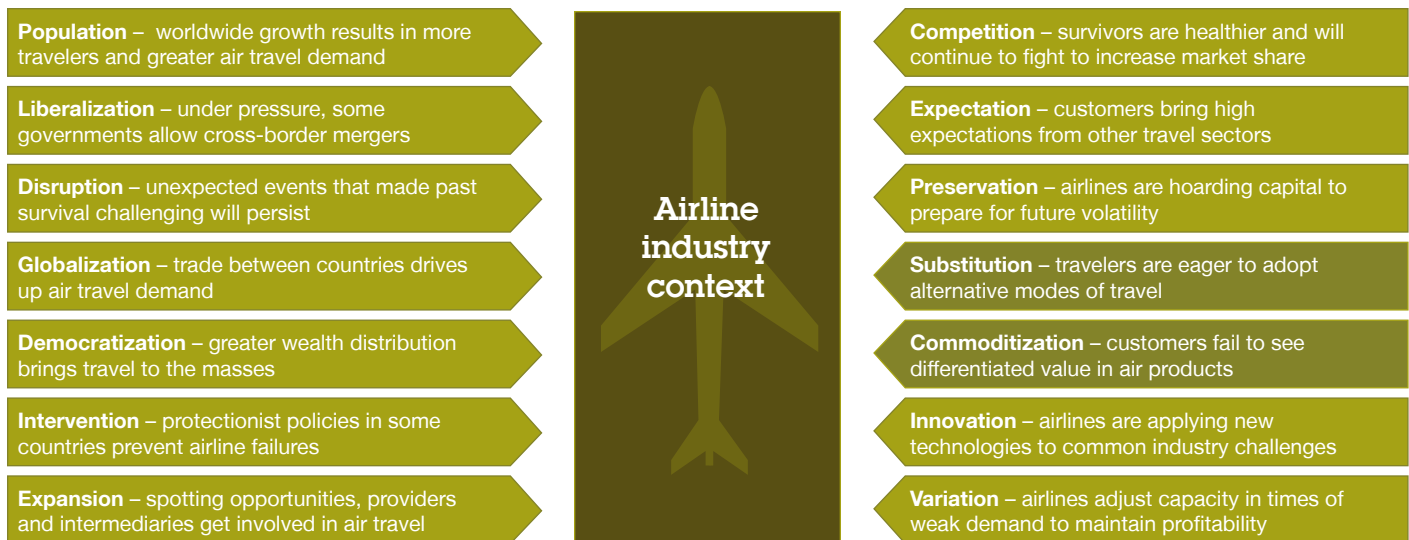 Population – worldwide growth results in more
travelers and greater air travel demand
Liberalization – under pressure, some
governments allow cross-border mergers
Disruption – unexpected events that made past
survival challenging will persist
Globalization – trade between countries drives
up air travel demand
Democratization – greater wealth distribution
brings travel to the masses
Intervention – protectionist policies in some
countries prevent airline failures
Expansion – spotting opportunities, providers
and intermediaries get involved in air travel
Airline
industry
context
Competition – survivors are healthier and will
continue to fight to increase market share
Expectation – customers bring high
expectations from other travel sectors
Preservation – airlines are hoarding capital to
prepare for future volatility
Substitution – travelers are eager to adopt
alternative modes of travel
Commoditization – customers fail to see
differentiated value in air products
Innovation – airlines are applying new
technologies to common industry challenges
Variation – airlines adjust capacity in times of
weak demand to maintain profitability